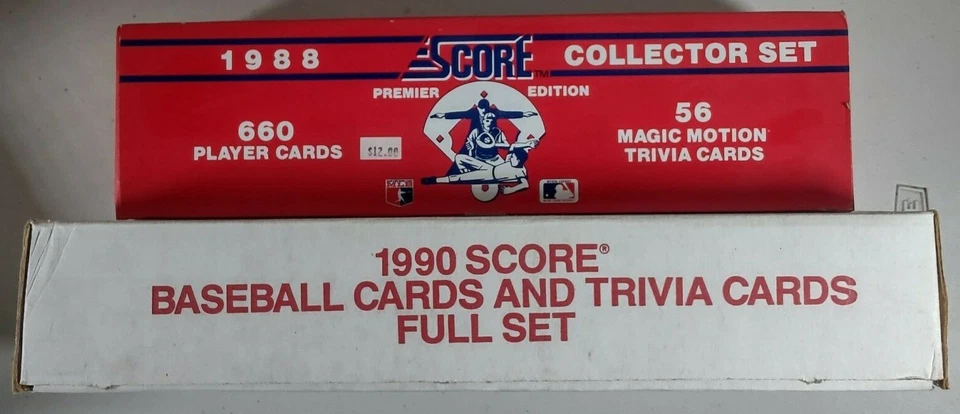 1988 SCORE™ COLLECTOR SET
PREMIER EDITION
660
PLAYER CARDS
$12.00
56
MAGIC MOTION
TRIVIA CARDS
1990 SCORE®
BASEBALL CARDS AND TRIVIA CARDS
FULL SET